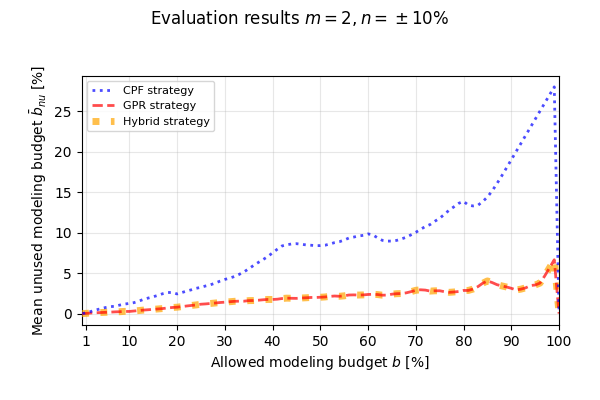 Evaluation results m = 2, n = ±10%
Mean unused modeling budget b̄nu [%]
25
20
15
10
5
0
CPF strategy
GPR strategy
Hybrid strategy
1 10 20 30 40 50 60 70 80 90 100
Allowed modeling budget b [%]